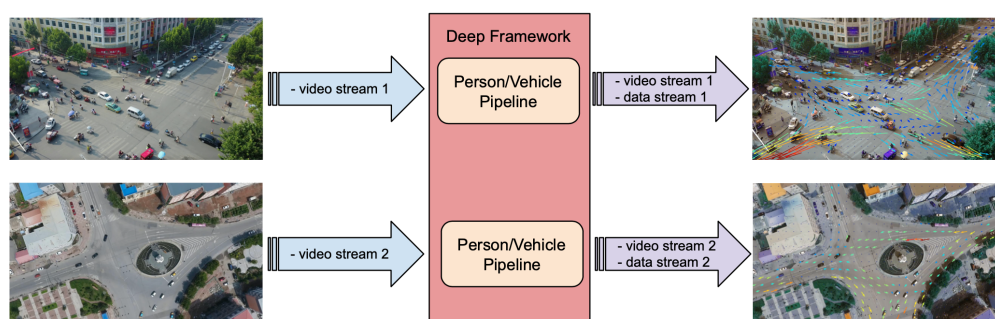 Deep Framework
- video stream 1
Person/Vehicle
Pipeline
- video stream 1
- data stream 1
- video stream 2
Person/Vehicle
Pipeline
- video stream 2
- data stream 2